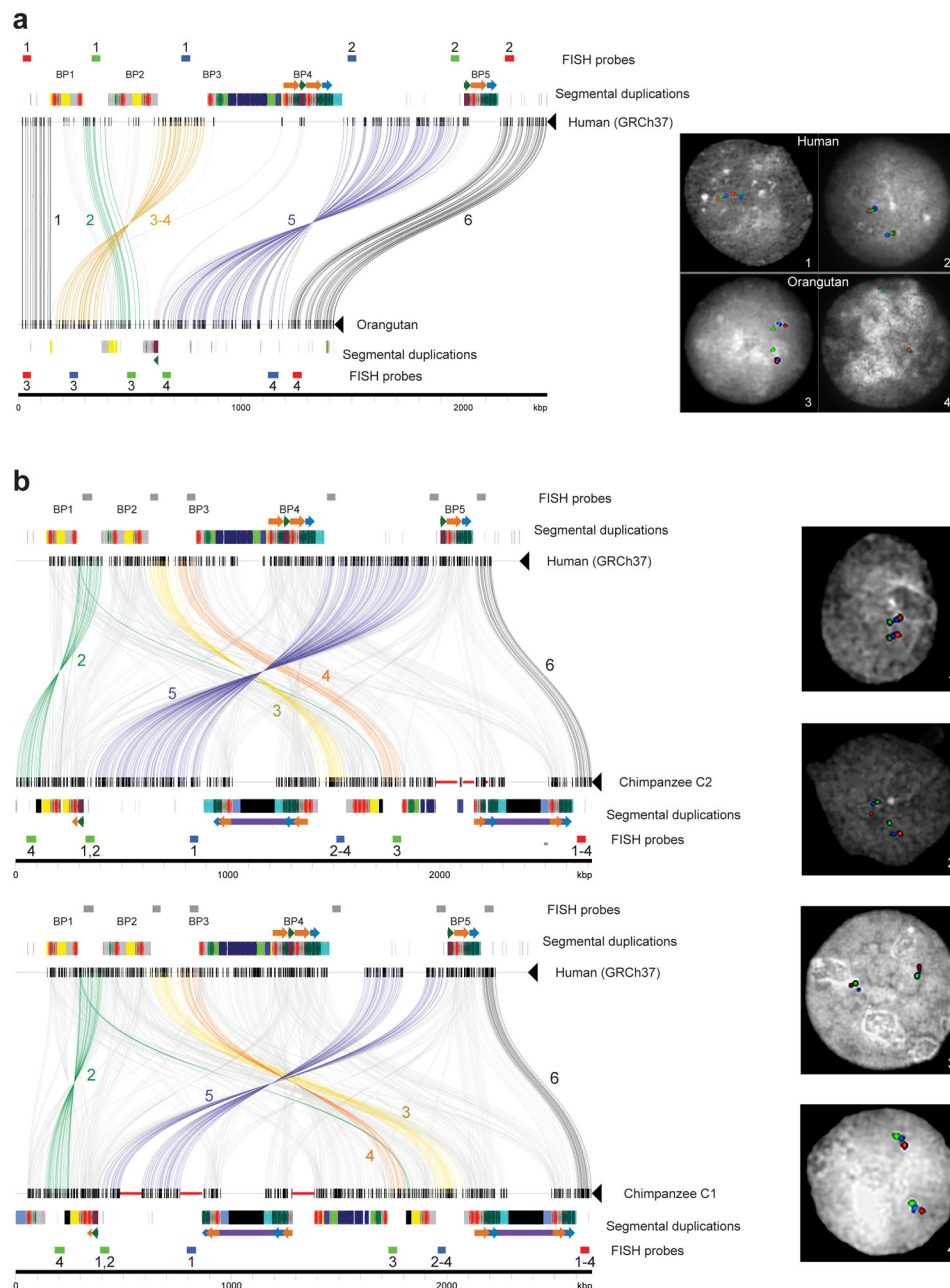 a
1 1 1 2 2 2 FISH probes
BP1 BP2 BP3 BP4 BP5
Segmental duplications
Human (GRCh37)
1 2 3-4 5 6
Orangutan
Segmental duplications
FISH probes
3 3 3 4 4 4
0 1000 2000 kbp
Human
1 2
Orangutan
3 4
b
FISH probes
BP1 BP2 BP3 BP4 BP5
Segmental duplications
Human (GRCh37)
2 5 4 3 6
Chimpanzee C2
Segmental duplications
FISH probes
4 1,2 1 2-4 3 1-4
0 1000 2000 kbp
FISH probes
BP1 BP2 BP3 BP4 BP5
Segmental duplications
Human (GRCh37)
2 5 4 3 6
Chimpanzee C1
Segmental duplications
FISH probes
4 1,2 1 3 2-4 1-4
0 1000 2000 kbp